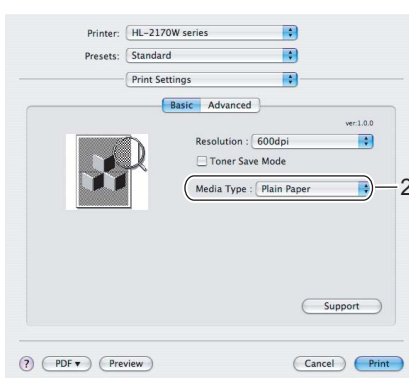 Printer: HL-2170W series
Presets: Standard
Print Settings
Basic Advanced
ver.1.0.0
Resolution : 600dpi
Toner Save Mode
Media Type : Plain Paper
2
Support
? PDF Preview Cancel Print